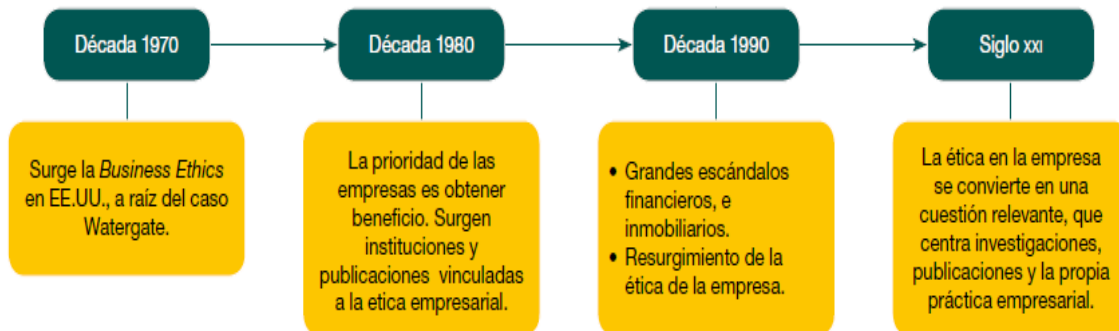 Década 1970
Década 1980
Década 1990
Siglo XXI
Surge la Business Ethics
en EE.UU., a raíz del caso
Watergate.
La prioridad de las
empresas es obtener
beneficio. Surgen
instituciones y
publicaciones vinculadas
a la etica empresarial.
• Grandes escándalos
financieros, e
inmobiliarios.
• Resurgimiento de la
ética de la empresa.
La ética en la empresa
se convierte en una
cuestión relevante, que
centra investigaciones,
publicaciones y la propia
práctica empresarial.